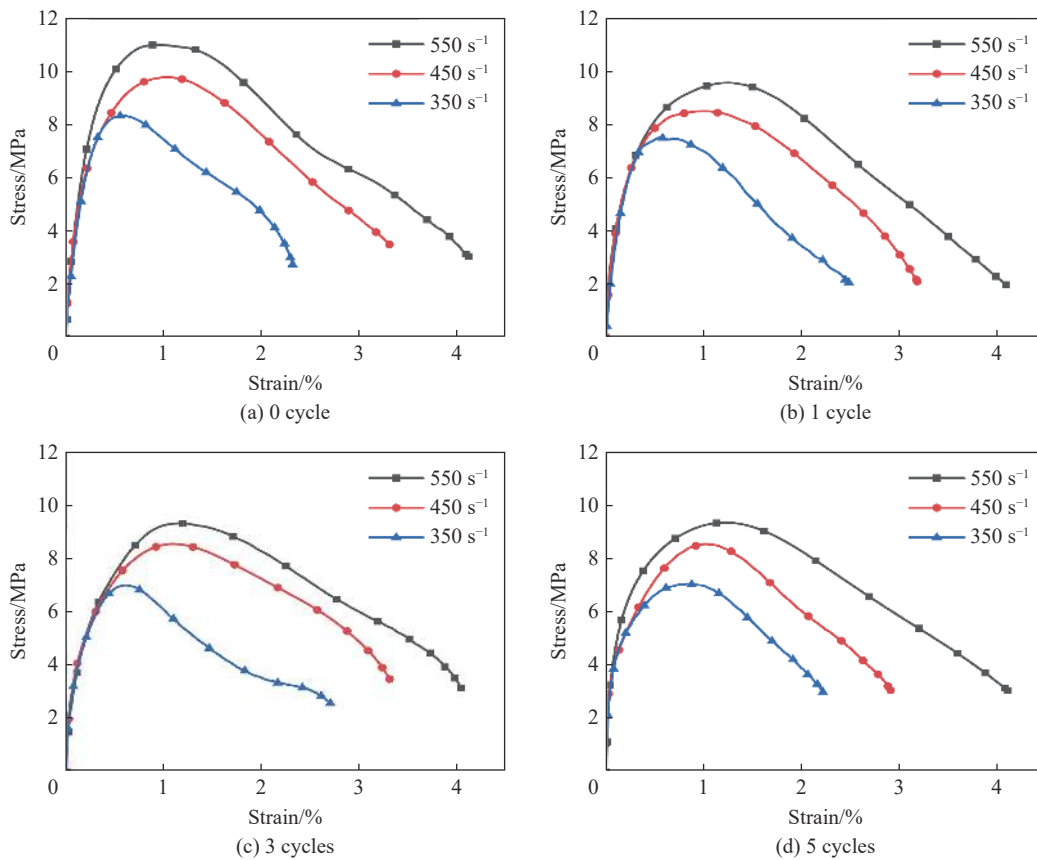 12
10
8
6
4
2
0
Stress/MPa
550 s⁻¹
450 s⁻¹
350 s⁻¹
1 2 3 4
Strain/%
(a) 0 cycle
12
10
8
6
4
2
0
Stress/MPa
550 s⁻¹
450 s⁻¹
350 s⁻¹
1 2 3 4
Strain/%
(b) 1 cycle
12
10
8
6
4
2
0
Stress/MPa
550 s⁻¹
450 s⁻¹
350 s⁻¹
1 2 3 4
Strain/%
(c) 3 cycles
12
10
8
6
4
2
0
Stress/MPa
550 s⁻¹
450 s⁻¹
350 s⁻¹
1 2 3 4
Strain/%
(d) 5 cycles